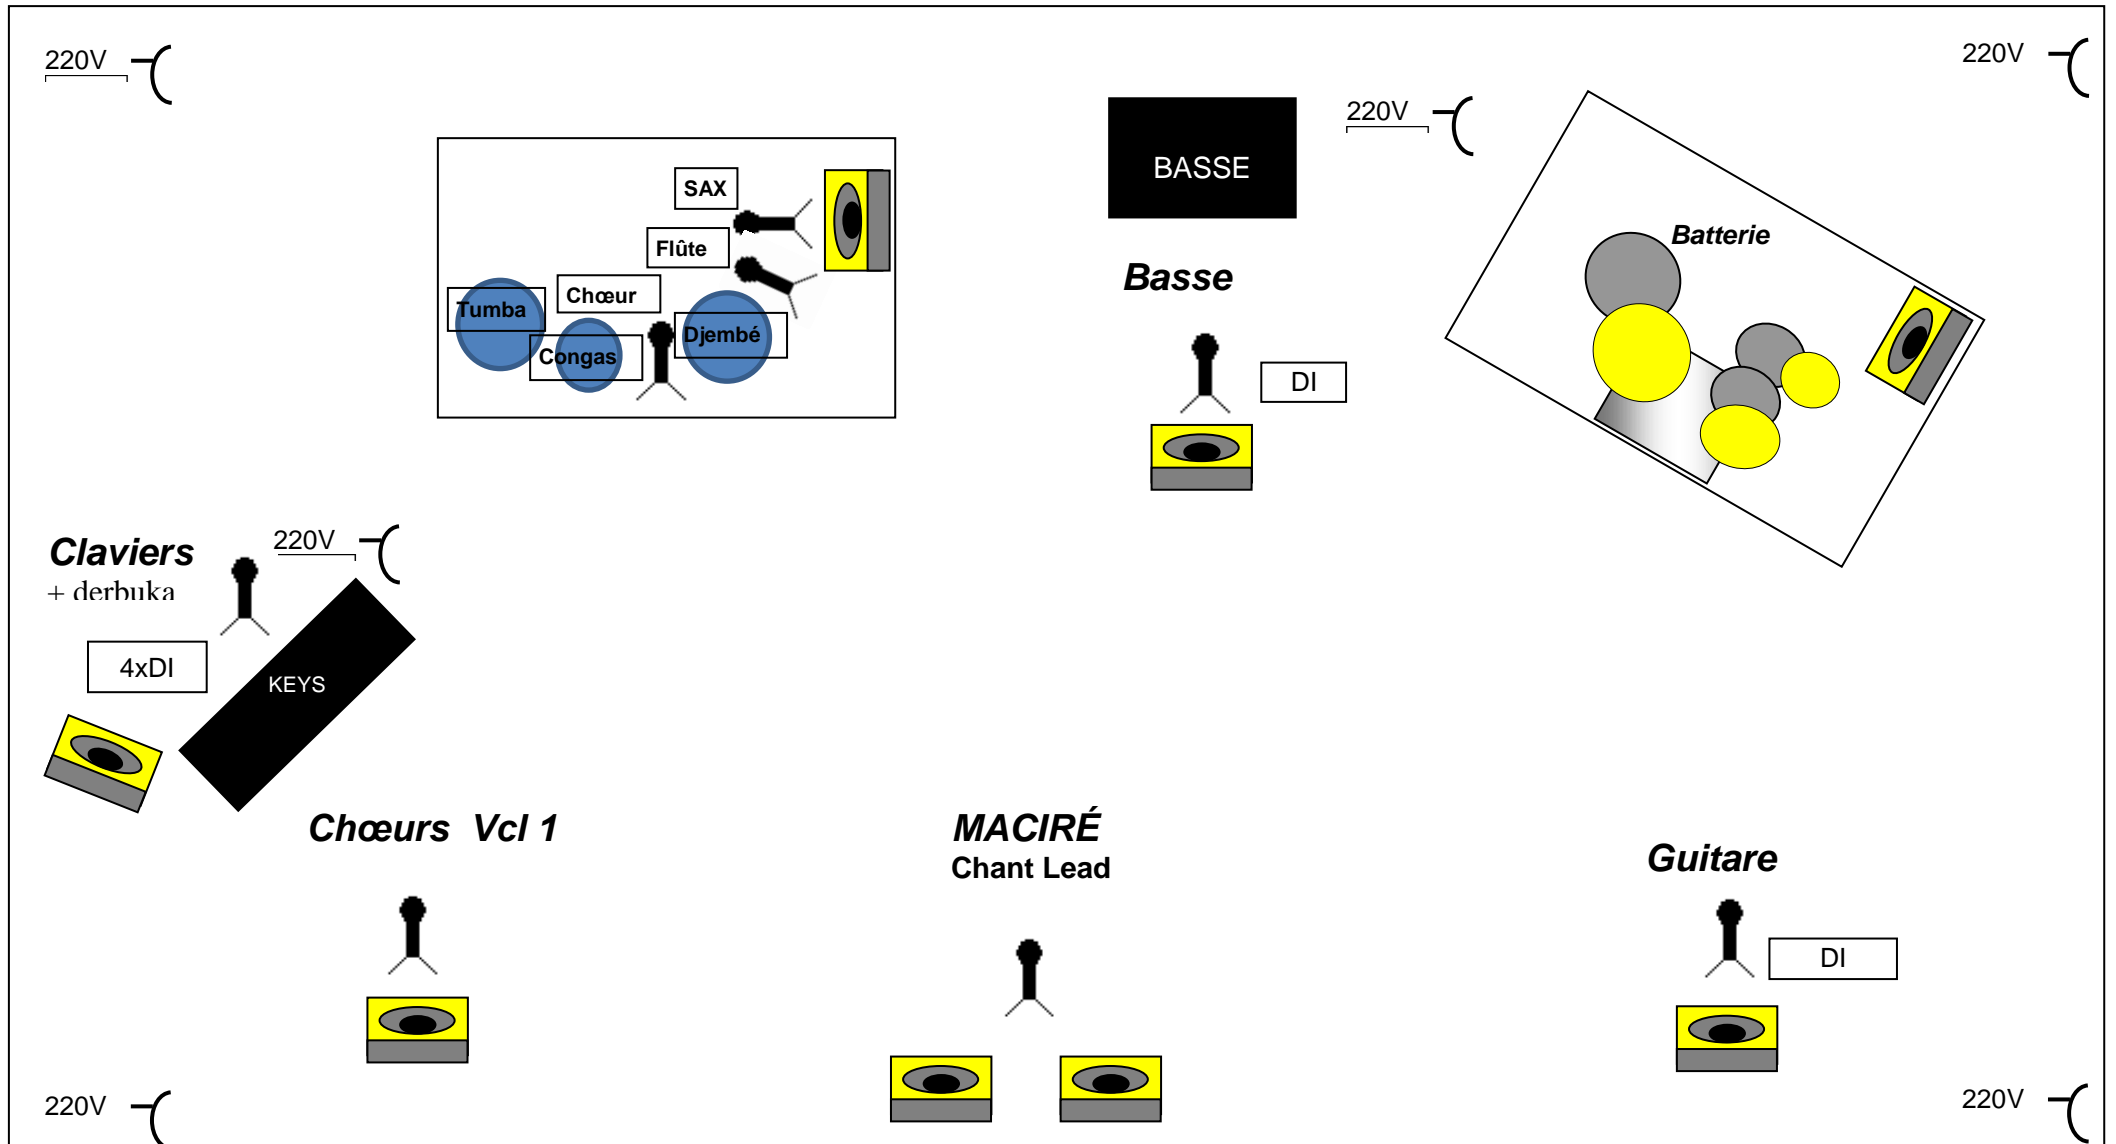 220V
220V
220V
BASSE
SAX
Batterie
Flûte
Basse
Chœur
Tumba
Djembé
Congas
DI
Claviers
220V
+ derbuka
4xDI
KEYS
Chœurs Vcl 1
MACIRÉ
Chant Lead
Guitare
DI
220V
220V